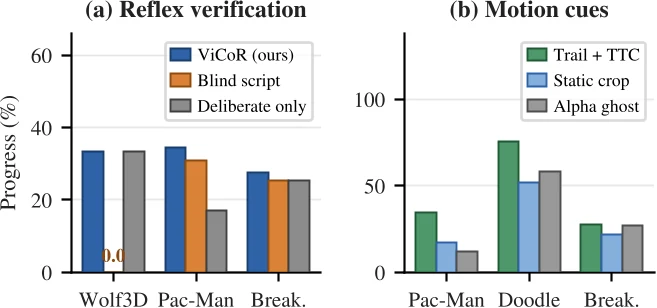 (a) Reflex verification
Progress (%)
60
40
20
0
ViCoR (ours)
Blind script
Deliberate only
0.0
Wolf3D Pac-Man Break.
(b) Motion cues
100
50
0
Trail + TTC
Static crop
Alpha ghost
Pac-Man Doodle Break.